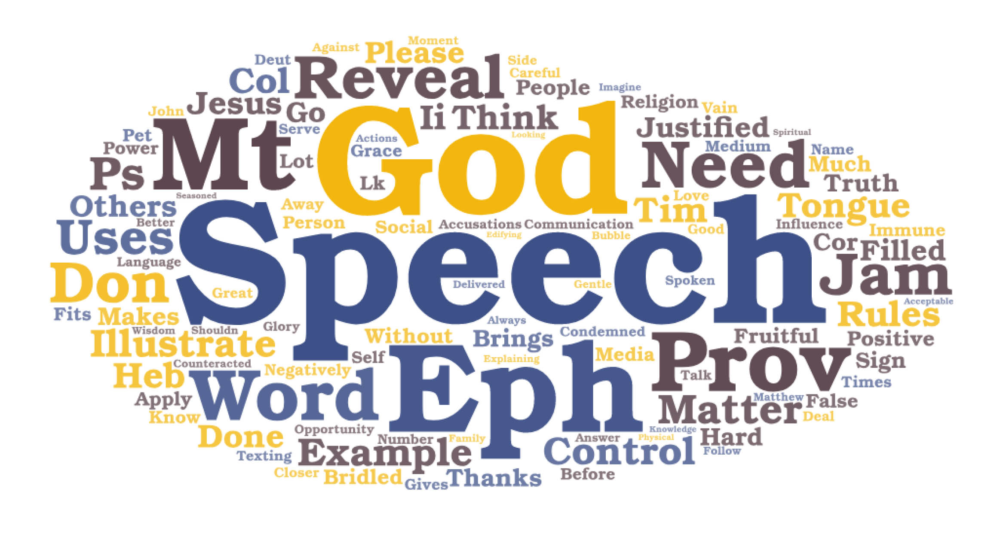 Moment
Against Please
Deut Reveal Side
Col Careful
People Imagine
Jesus Go Ii Think Religion Vain
John God
Mt Serve Justified Spiritual
Pet Actions Looking
Power Grace Need Medium Name
Ps Lot Much
Lk Truth
Seasoned Love
Others Away Tim Tongue
Better Person Social Accusations Communication Good Influence
Uses Speech Edifying Bubble Immune
Cor Filled
Language
Don Jam
Great Delivered Gentle Spoken
Acceptable
Fits Makes Always Rules
Wisdom Shouldn Glory
Illustrate Without Brings Condemned Prov Fruitful Positive
Self Eph Explaining Media Sign
Counteracted Negatively
Heb Word Talk Times
Apply Matter Matthew False
Know Deal
Done Opportunity Knowledge Hard
Number Family Answer Physical
Texting Example Control Follow
Closer Bridled Gives Thanks Before